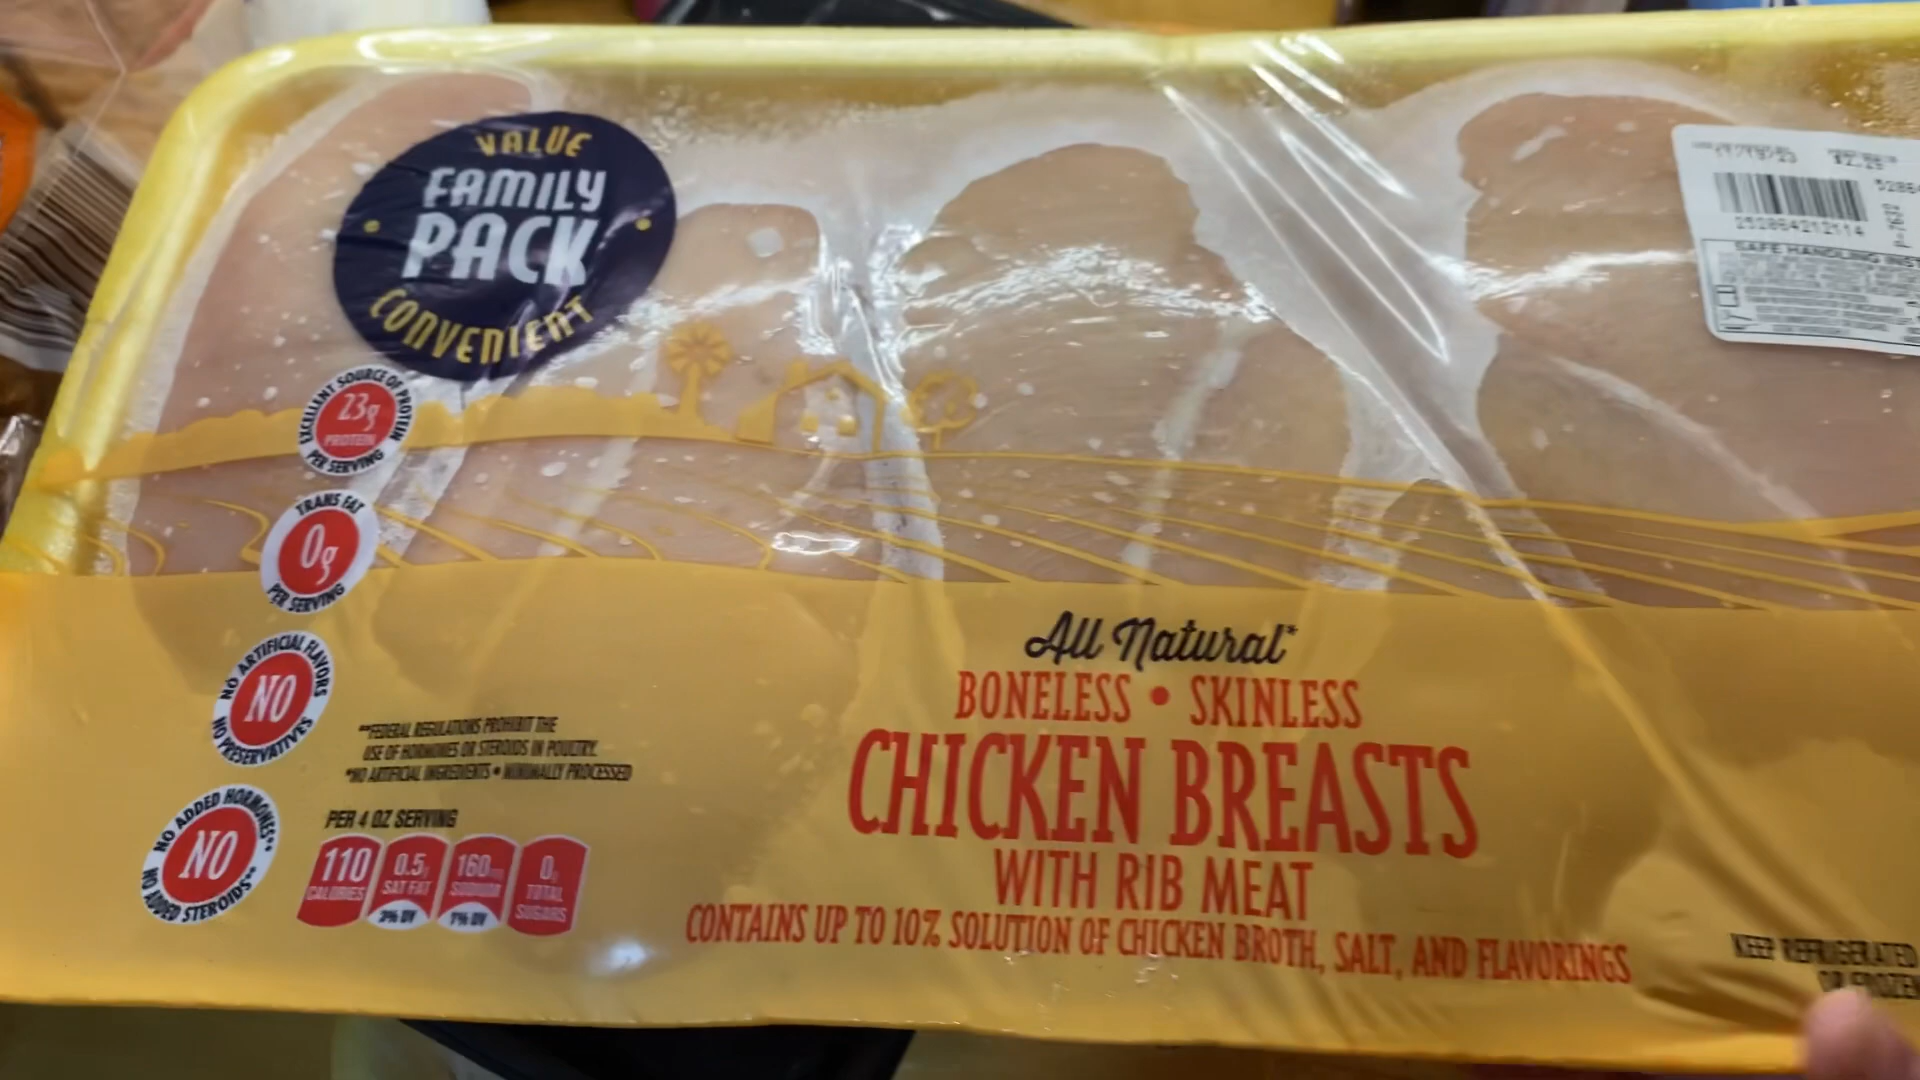 VALUE
FAMILY
PACK
CONVENIENT
EXCELLENT SOURCE OF PROTEIN
23g
PROTEIN
PER SERVING
TRANS FAT
0g
PER SERVING
NO ARTIFICIAL FLAVORS
NO
NO PRESERVATIVES
NO ADDED HORMONES**
NO
NO ADDED STEROIDS**
**FEDERAL REGULATIONS PROHIBIT THE
USE OF HORMONES OR STEROIDS IN POULTRY.
*NO ARTIFICIAL INGREDIENTS • MINIMALLY PROCESSED
PER 4 OZ SERVING
110
CALORIES
0.5g
SAT FAT
3% DV
160mg
SODIUM
7% DV
0g
TOTAL
SUGARS
All Natural*
BONELESS • SKINLESS
CHICKEN BREASTS
WITH RIB MEAT
CONTAINS UP TO 10% SOLUTION OF CHICKEN BROTH, SALT, AND FLAVORINGS
KEEP REFRIGERATED
OR FROZEN
SAFE HANDLING
P-7632